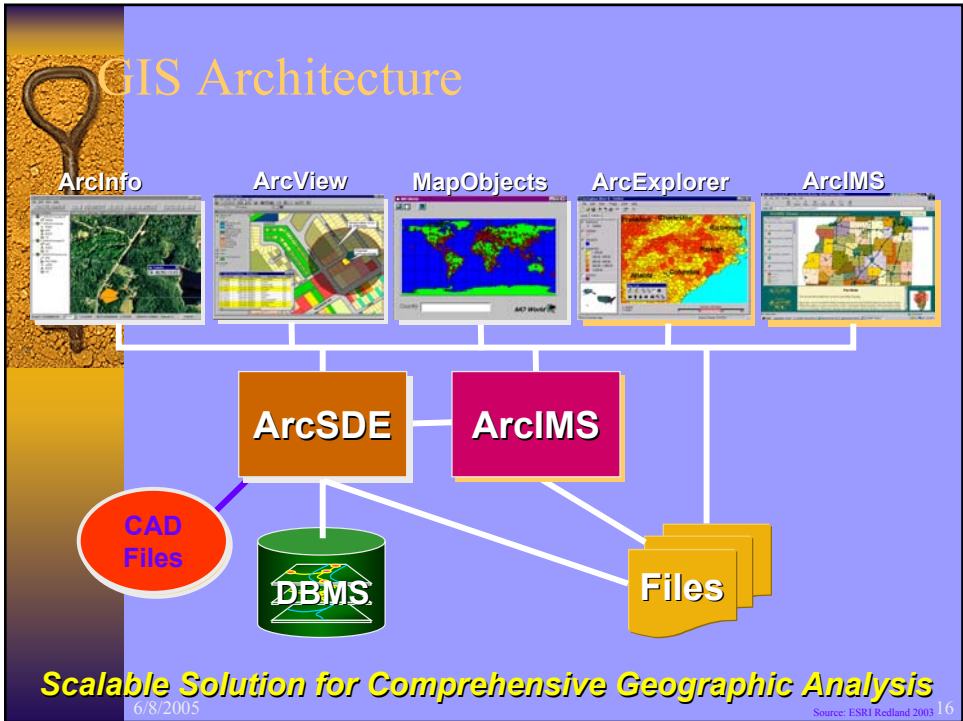 GIS Architecture
ArcInfo
ArcView
MapObjects
ArcExplorer
ArcIMS
Country
ArcSDE
ArcIMS
CAD
Files
DBMS
Files
Scalable Solution for Comprehensive Geographic Analysis
6/8/2005
Source: ESRI Redland 2003
16